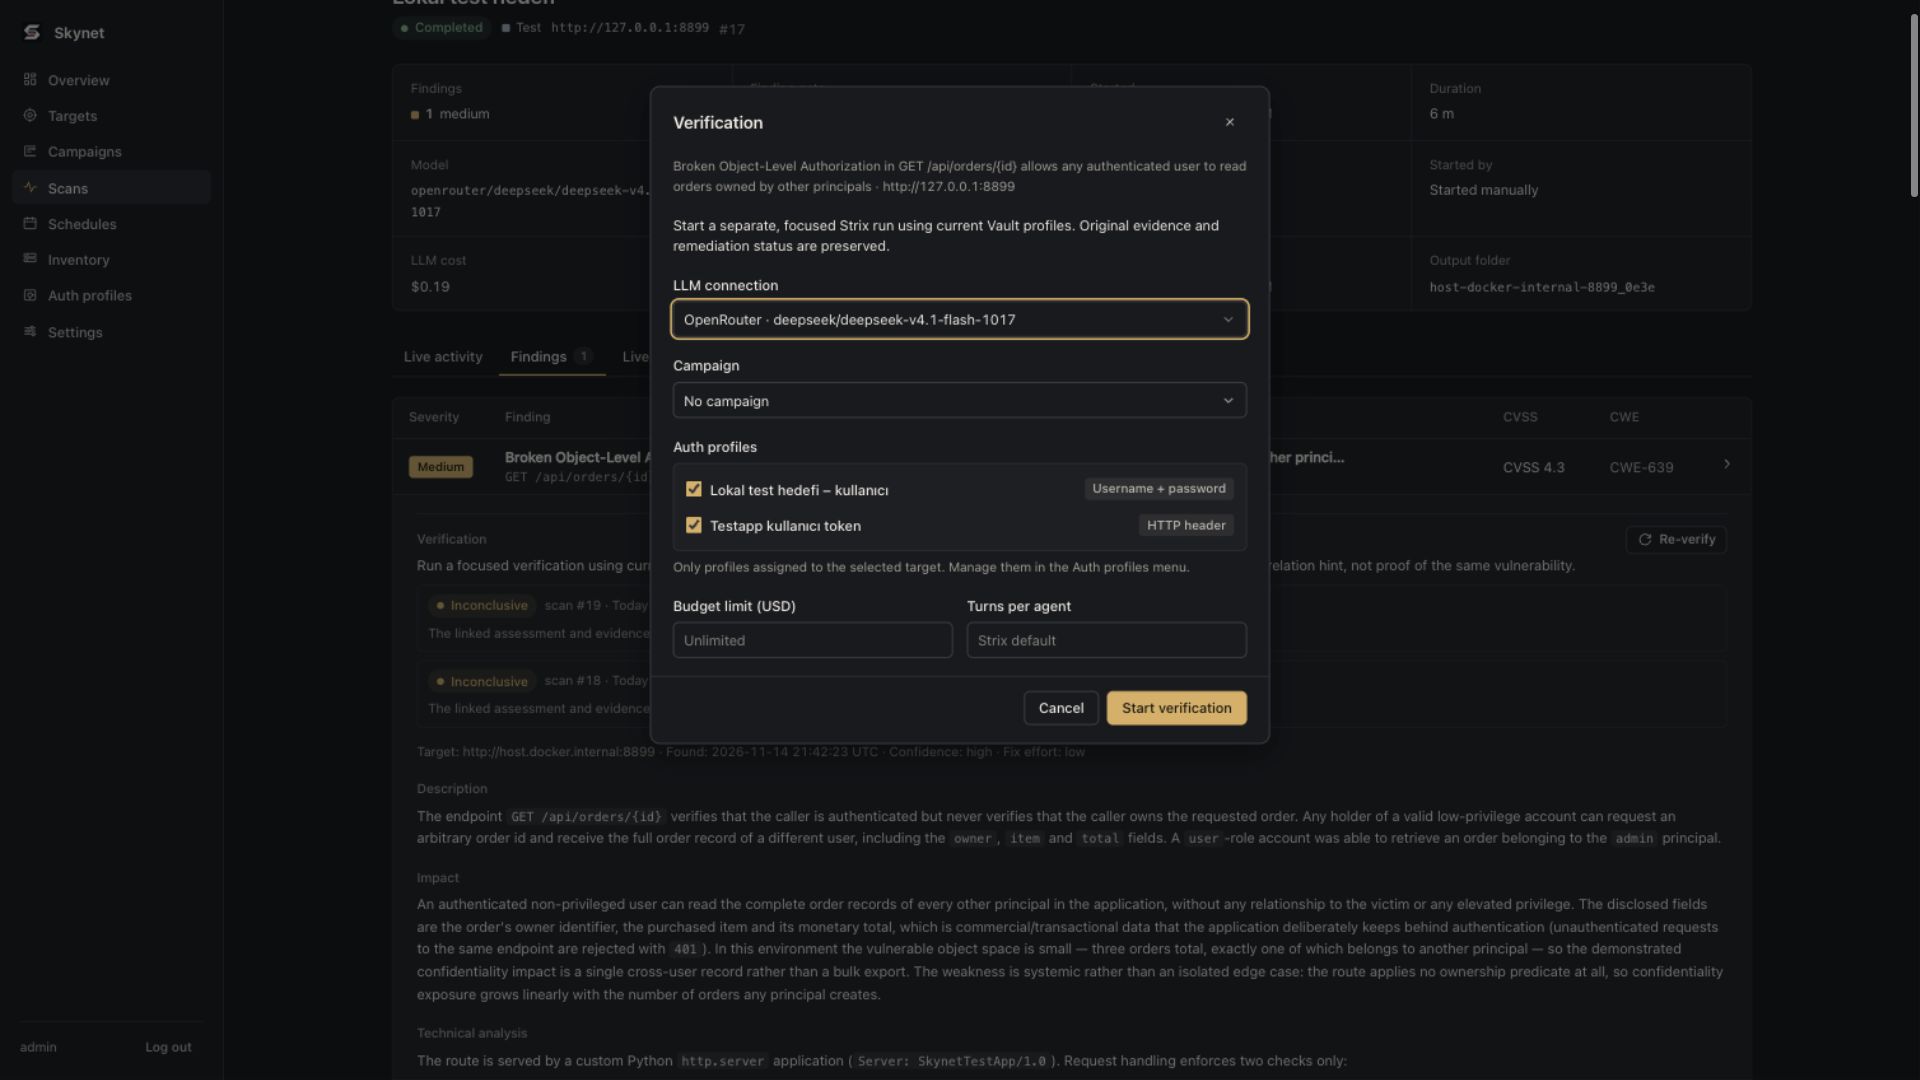 Skynet
Overview
Targets
Campaigns
Scans
Schedules
Inventory
Auth profiles
Settings
admin
Log out
Completed
Test
http://127.0.0.1:8899
#17
Findings
1 medium
Duration
6 m
Model
openrouter/deepseek/deepseek-v4.
1017
Started by
Started manually
LLM cost
$0.19
Output folder
host-docker-internal-8899_0e3e
Live activity
Findings 1
Live
Severity
Finding
CVSS
CWE
Medium
Broken Object-Level A
her princi...
GET /api/orders/{id
CVSS 4.3
CWE-639
Verification
Re-verify
Run a focused verification using cur
relation hint, not proof of the same vulnerability.
Inconclusive
scan #19 · Today
The linked assessment and evidence
Inconclusive
scan #18 · Today
The linked assessment and evidence
Verification
×
Broken Object-Level Authorization in GET /api/orders/{id} allows any authenticated user to read
orders owned by other principals · http://127.0.0.1:8899
Start a separate, focused Strix run using current Vault profiles. Original evidence and
remediation status are preserved.
LLM connection
OpenRouter · deepseek/deepseek-v4.1-flash-1017
Campaign
No campaign
Auth profiles
Lokal test hedefi – kullanıcı
Username + password
Testapp kullanıcı token
HTTP header
Only profiles assigned to the selected target. Manage them in the Auth profiles menu.
Budget limit (USD)
Turns per agent
Unlimited
Strix default
Cancel
Start verification
Target: http://host.docker.internal:8899 · Found: 2026-11-14 21:42:23 UTC · Confidence: high · Fix effort: low
Description
The endpoint GET /api/orders/{id} verifies that the caller is authenticated but never verifies that the caller owns the requested order. Any holder of a valid low-privilege account can request an
arbitrary order id and receive the full order record of a different user, including the owner, item and total fields. A user-role account was able to retrieve an order belonging to the admin principal.
Impact
An authenticated non-privileged user can read the complete order records of every other principal in the application, without any relationship to the victim or any elevated privilege. The disclosed fields
are the order's owner identifier, the purchased item and its monetary total, which is commercial/transactional data that the application deliberately keeps behind authentication (unauthenticated requests
to the same endpoint are rejected with 401). In this environment the vulnerable object space is small — three orders total, exactly one of which belongs to another principal — so the demonstrated
confidentiality impact is a single cross-user record rather than a bulk export. The weakness is systemic rather than an isolated edge case: the route applies no ownership predicate at all, so confidentiality
exposure grows linearly with the number of orders any principal creates.
Technical analysis
The route is served by a custom Python http.server application (Server: SkynetTestApp/1.0). Request handling enforces two checks only: